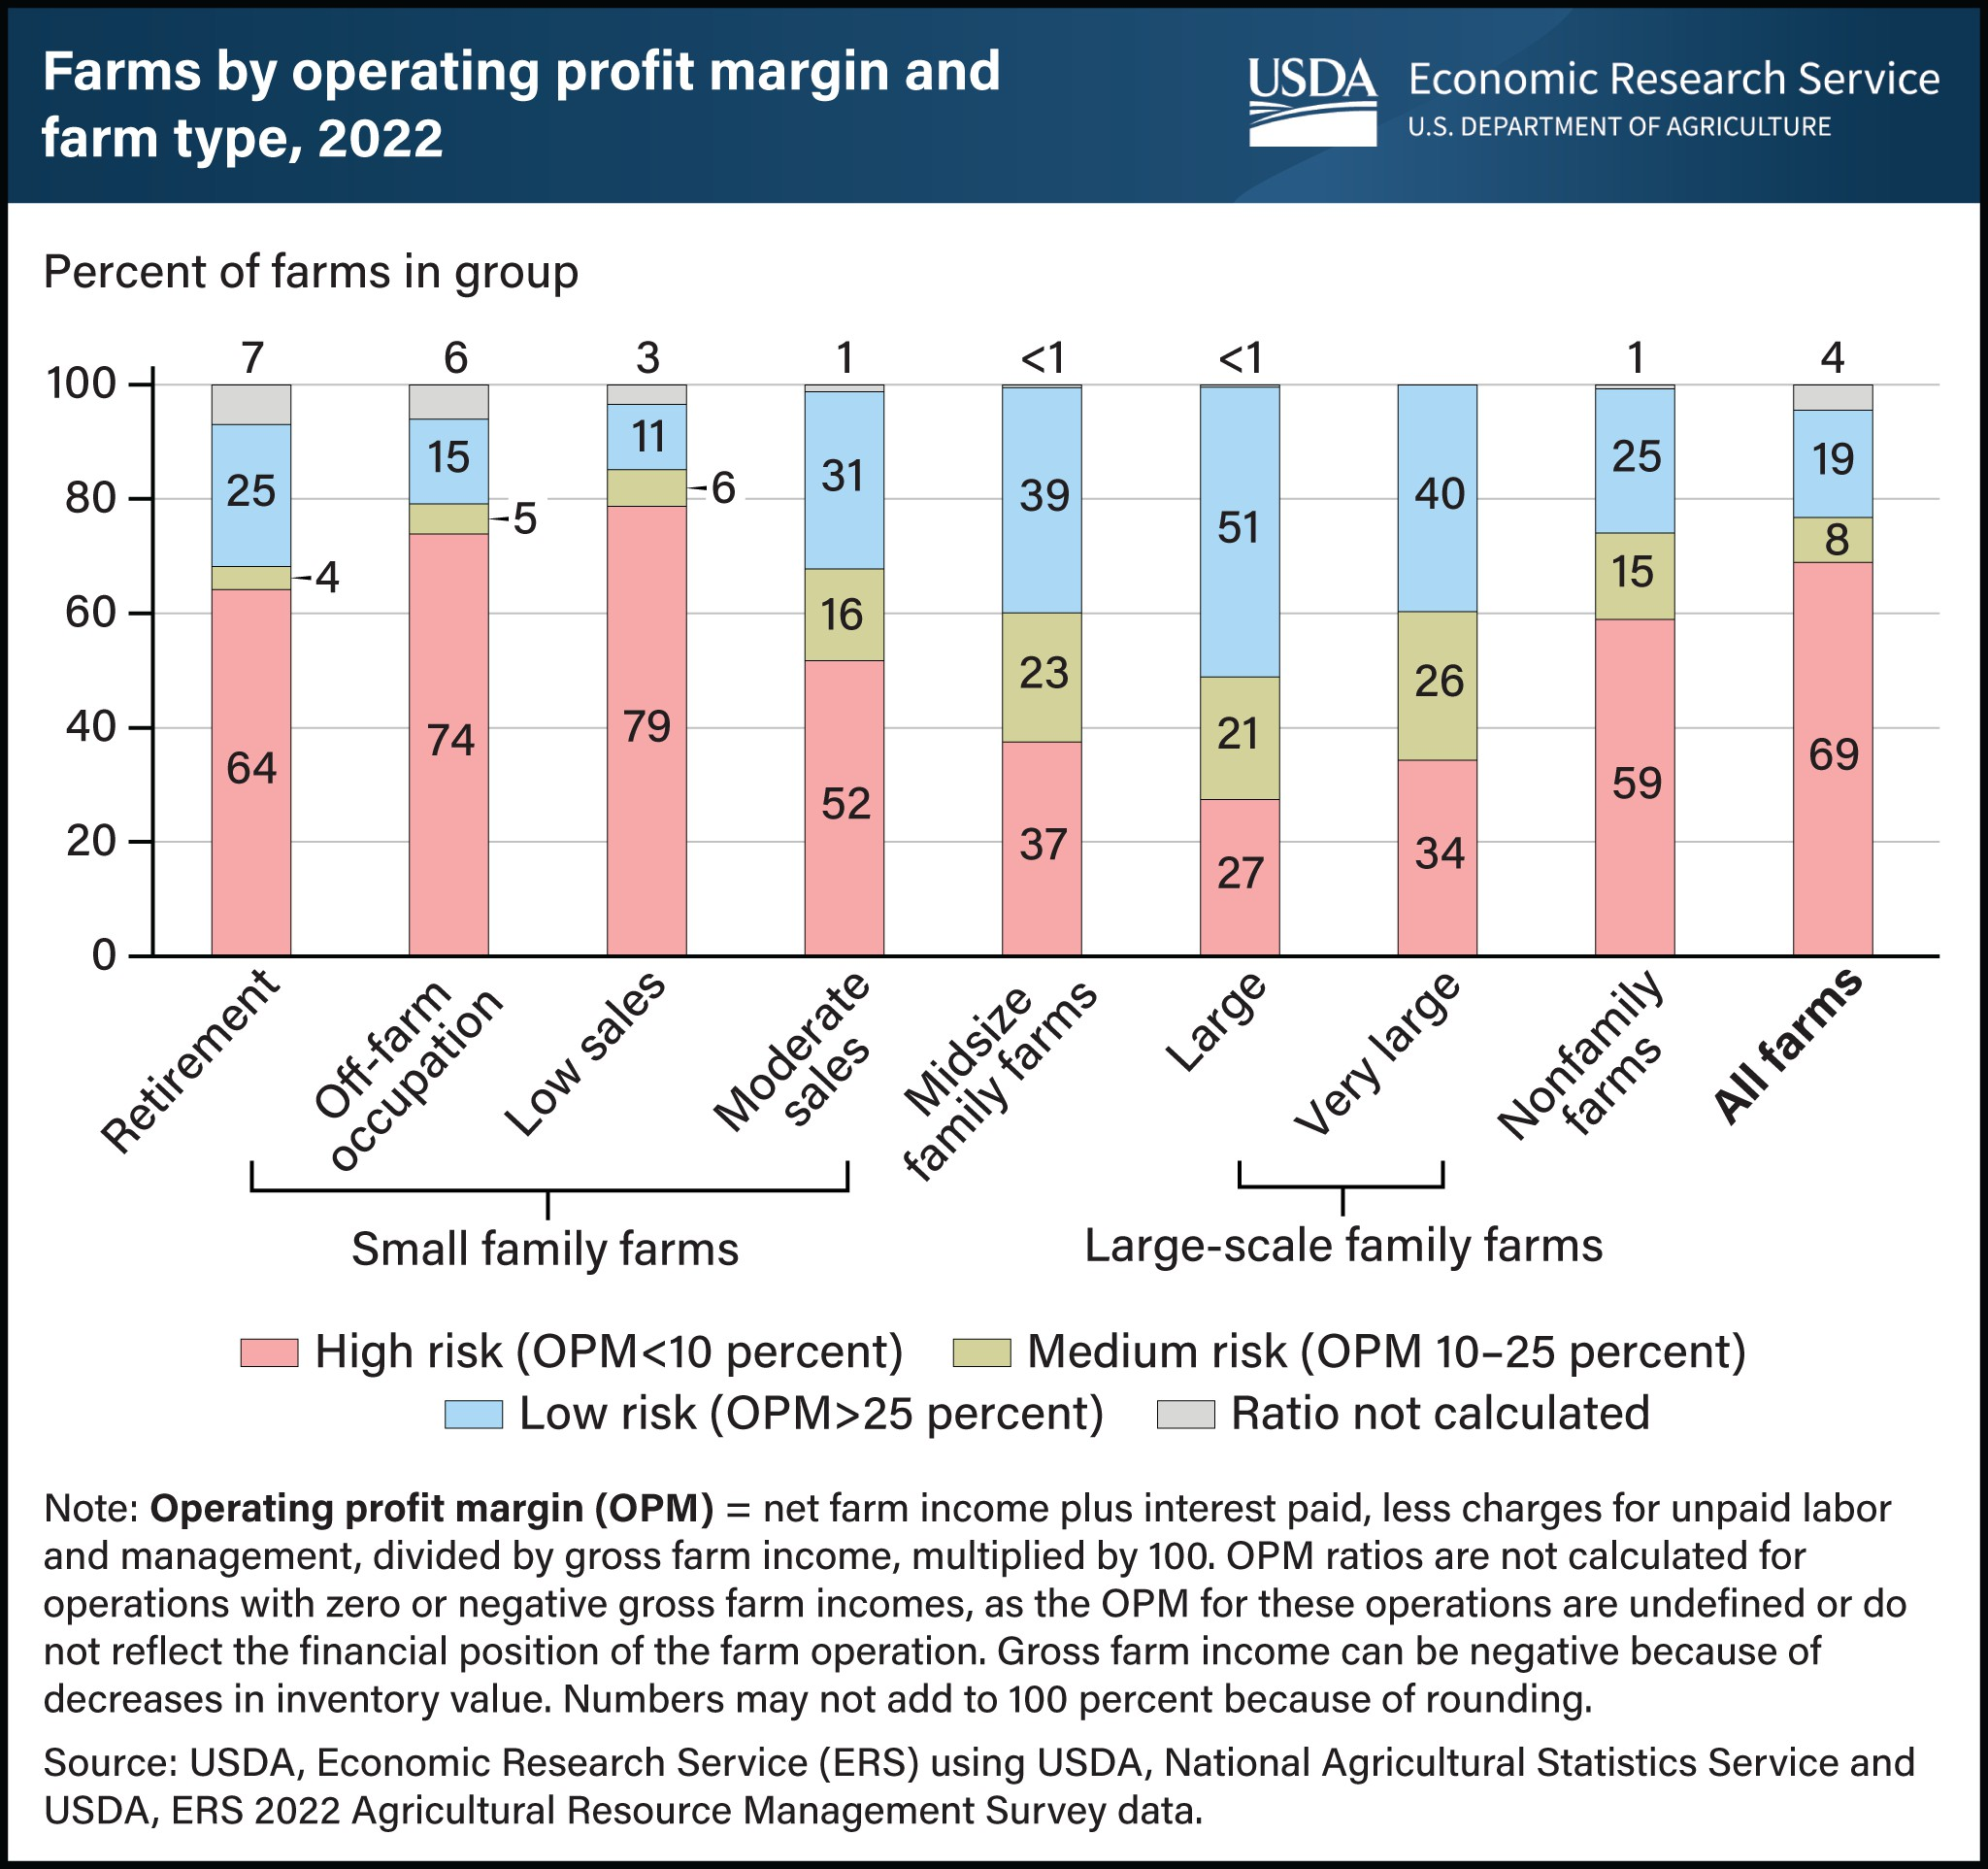 Farms by operating profit margin and
farm type, 2022
USDA
Economic Research Service
U.S. DEPARTMENT OF AGRICULTURE
Percent of farms in group
7 6 3 1 <1 <1 1 4
100
80
60
40
20
0
25 15 11 31 39 51 40 25 19
4 5 6 16 23 21 26 15 8
64 74 79 52 37 27 34 59 69
Retirement
Off-farm
occupation
Low sales
Moderate
sales
Midsize
family farms
Large
Very large
Nonfamily
farms
All farms
Small family farms
Large-scale family farms
High risk (OPM<10 percent)
Medium risk (OPM 10–25 percent)
Low risk (OPM>25 percent)
Ratio not calculated
Note: Operating profit margin (OPM) = net farm income plus interest paid, less charges for unpaid labor
and management, divided by gross farm income, multiplied by 100. OPM ratios are not calculated for
operations with zero or negative gross farm incomes, as the OPM for these operations are undefined or do
not reflect the financial position of the farm operation. Gross farm income can be negative because of
decreases in inventory value. Numbers may not add to 100 percent because of rounding.
Source: USDA, Economic Research Service (ERS) using USDA, National Agricultural Statistics Service and
USDA, ERS 2022 Agricultural Resource Management Survey data.